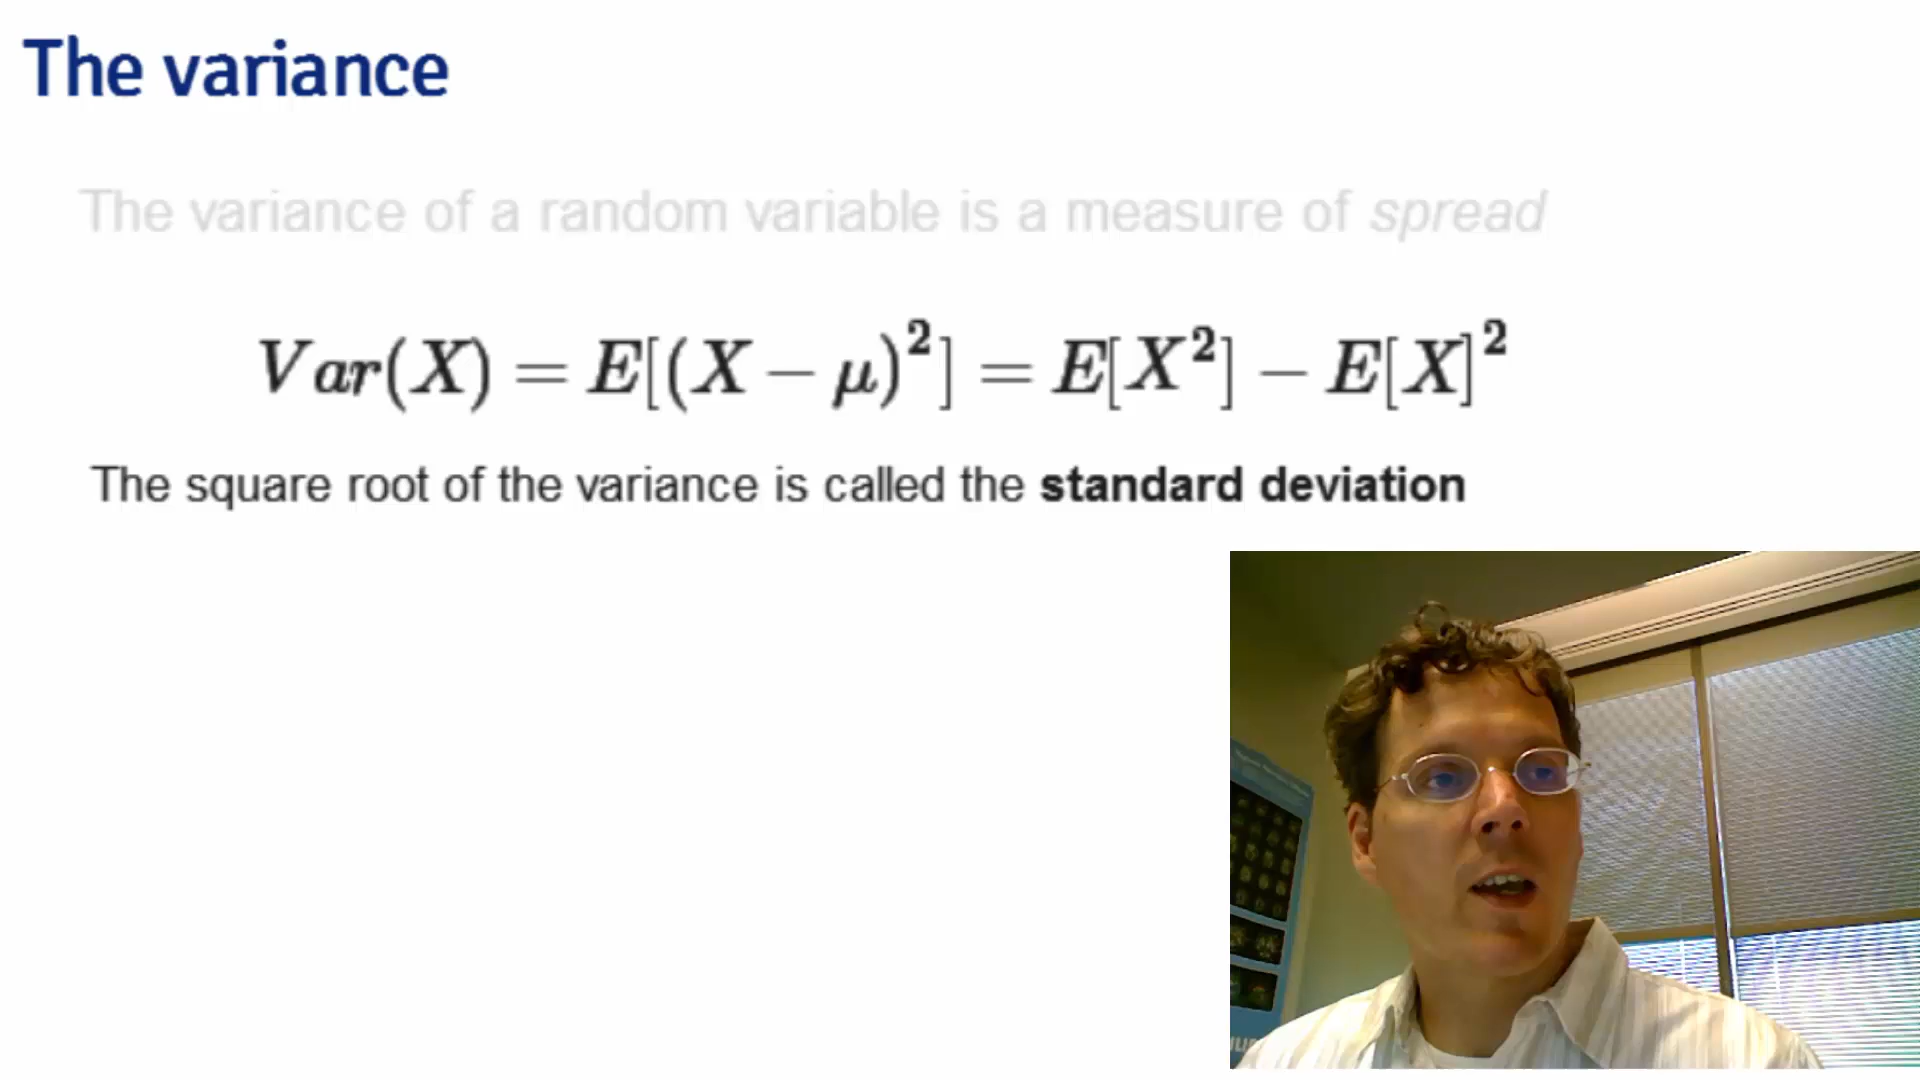 The variance
The variance of a random variable is a measure of spread
Var(X) = E[(X − μ)²] = E[X²] − E[X]²
The square root of the variance is called the standard deviation